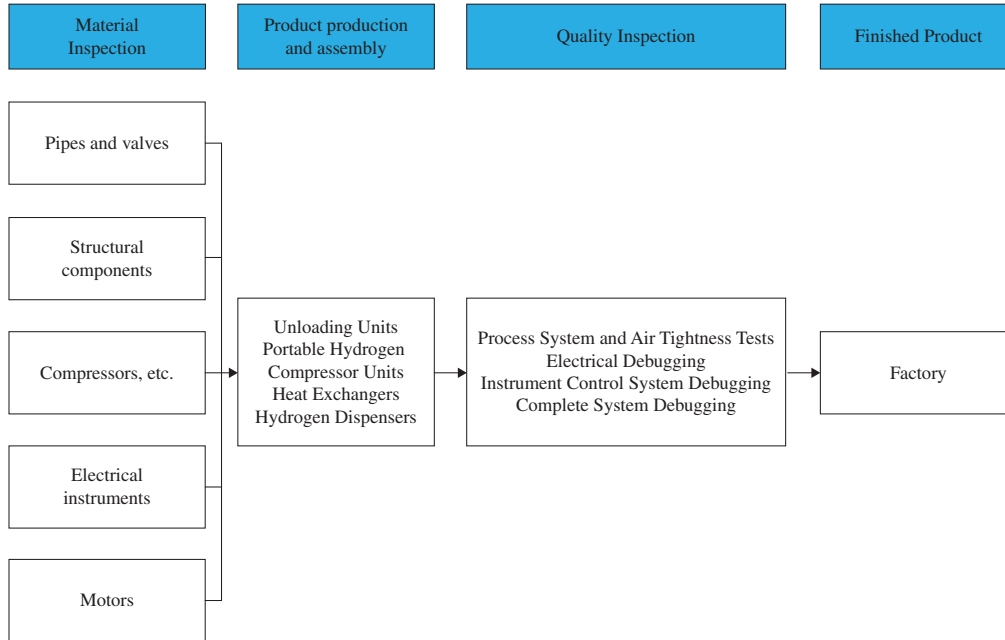 Material
Inspection
Product production
and assembly
Quality Inspection
Finished Product
Pipes and valves
Structural
components
Compressors, etc.
Electrical
instruments
Motors
Unloading Units
Portable Hydrogen
Compressor Units
Heat Exchangers
Hydrogen Dispensers
Process System and Air Tightness Tests
Electrical Debugging
Instrument Control System Debugging
Complete System Debugging
Factory